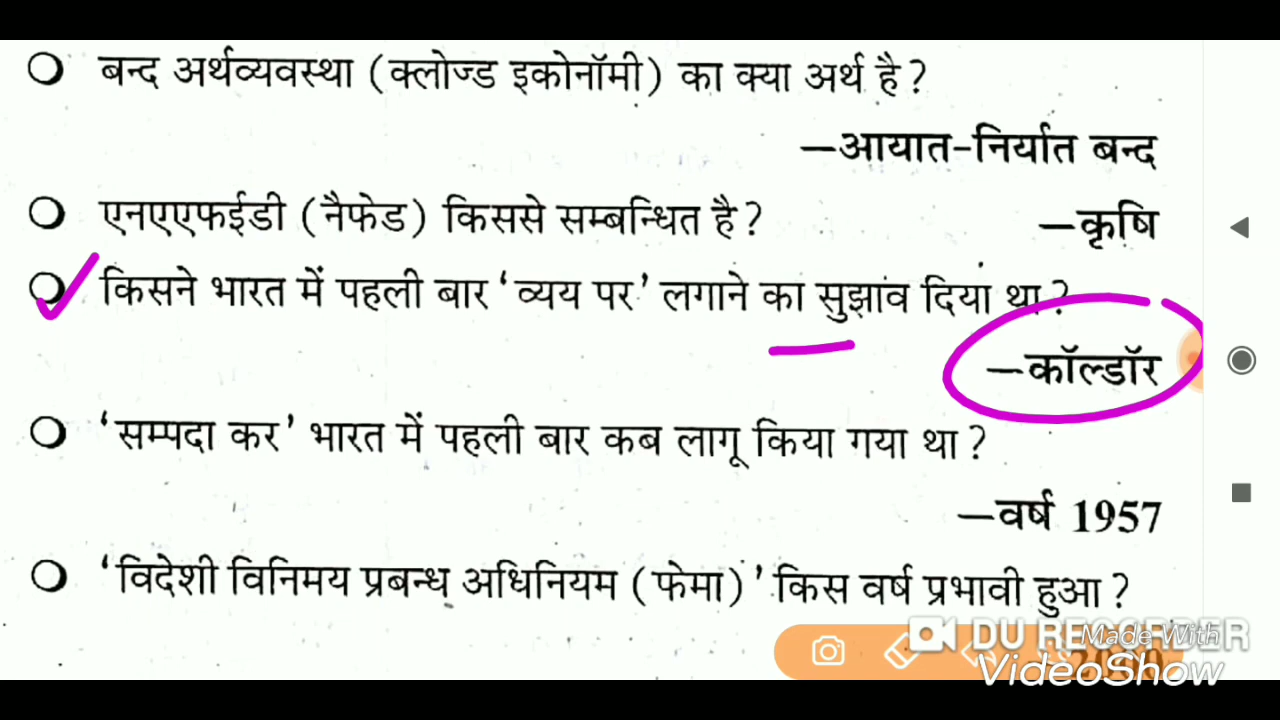 बन्द अर्थव्यवस्था (क्लोज्ड इकोनॉमी) का क्या अर्थ है?
—आयात-निर्यात बन्द
एनएएफईडी (नैफेड) किससे सम्बन्धित है? —कृषि
किसने भारत में पहली बार ‘व्यय पर’ लगाने का सुझाव दिया था?
—कॉल्डॉर
‘सम्पदा कर’ भारत में पहली बार कब लागू किया गया था?
—वर्ष 1957
‘विदेशी विनिमय प्रबन्ध अधिनियम (फेमा)’ किस वर्ष प्रभावी हुआ?
DU RECORDER
Made With
VideoShow